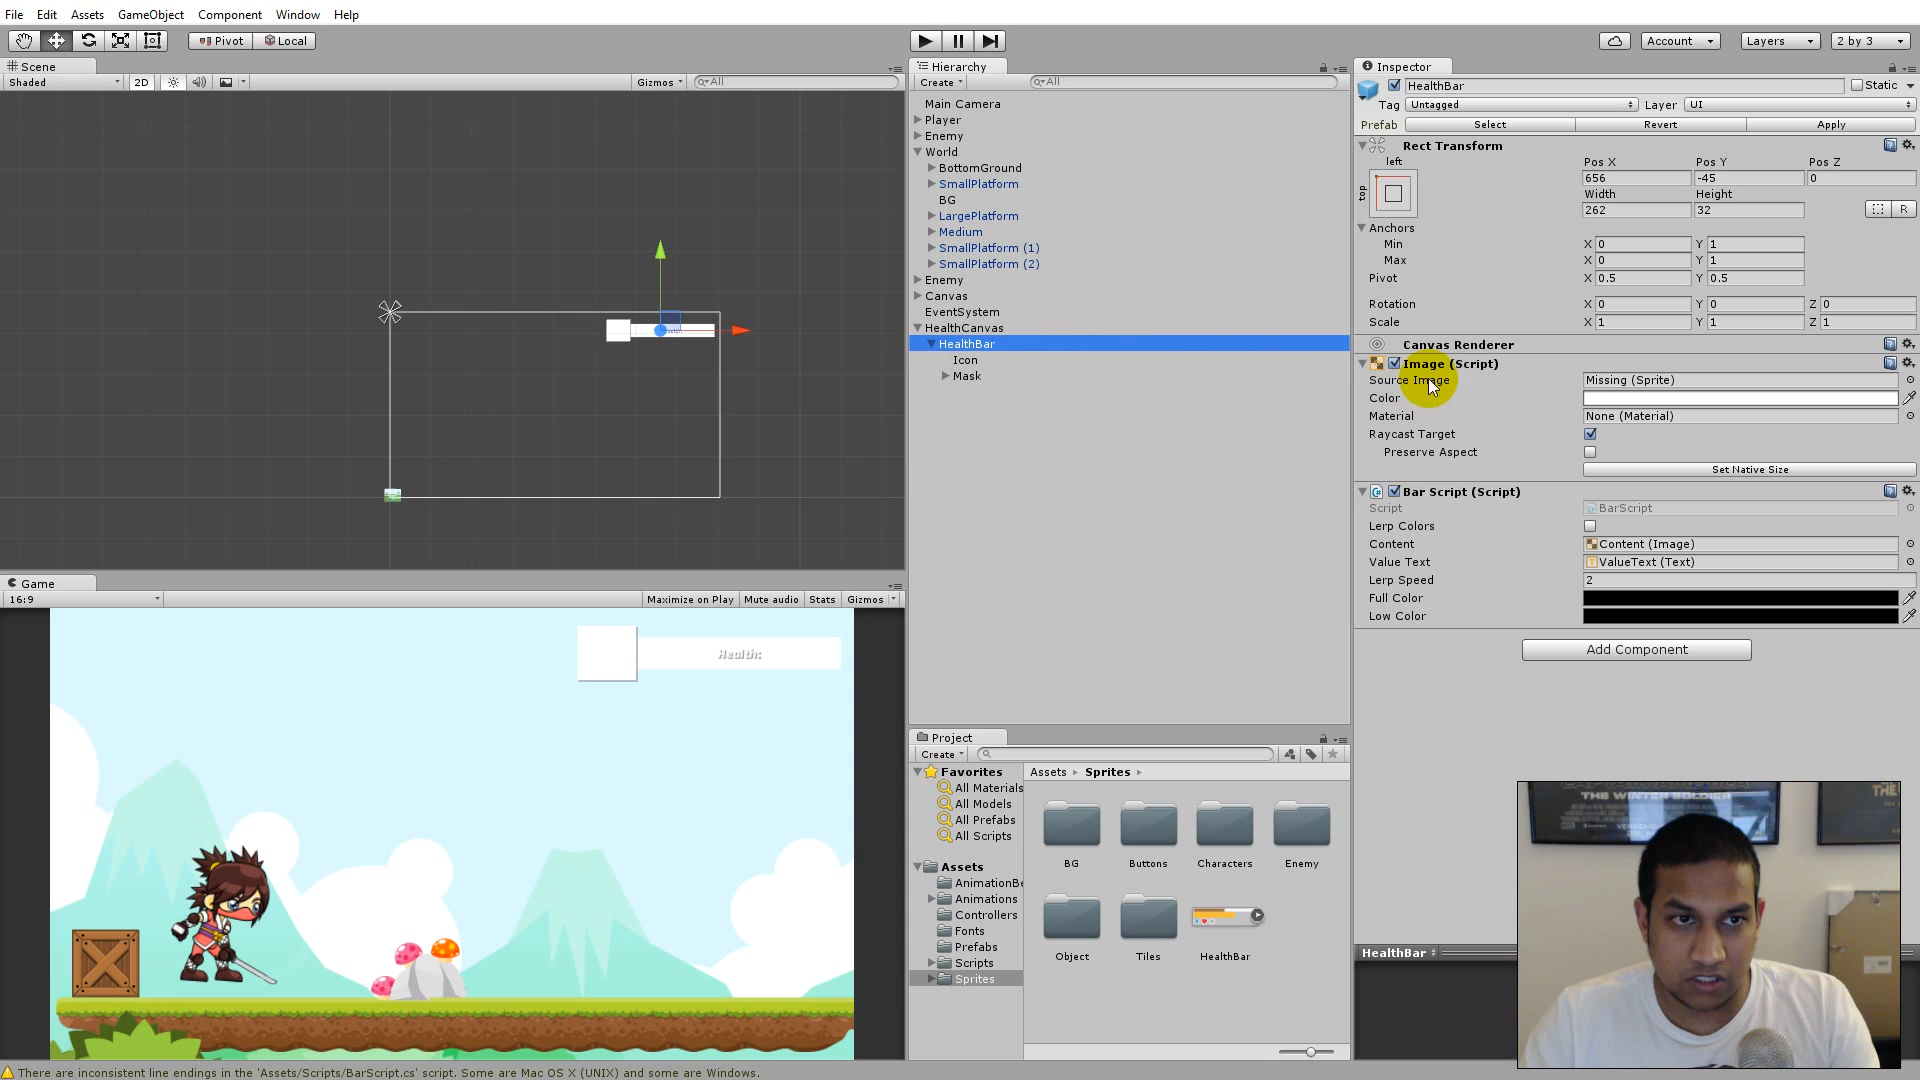 File Edit Assets GameObject Component Window Help
Pivot Local
Account Layers 2 by 3
Scene
Shaded 2D Gizmos All
Hierarchy
Create All
Main Camera
Player
Enemy
World
BottomGround
SmallPlatform
BG
LargePlatform
Medium
SmallPlatform (1)
SmallPlatform (2)
Enemy
Canvas
EventSystem
HealthCanvas
HealthBar
Icon
Mask
Inspector
HealthBar Static
Tag Untagged Layer UI
Prefab Select Revert Apply
Rect Transform
left Pos X Pos Y Pos Z
top 656 -45 0
Width Height
262 32 R
Anchors
Min X 0 Y 1
Max X 0 Y 1
Pivot X 0.5 Y 0.5
Rotation X 0 Y 0 Z 0
Scale X 1 Y 1 Z 1
Canvas Renderer
Image (Script)
Source Image Missing (Sprite)
Color
Material None (Material)
Raycast Target
Preserve Aspect
Set Native Size
Bar Script (Script)
Script BarScript
Lerp Colors
Content Content (Image)
Value Text ValueText (Text)
Lerp Speed 2
Full Color
Low Color
Add Component
Game
16:9 Maximize on Play Mute audio Stats Gizmos
Health:
Project
Create
Favorites
All Materials
All Models
All Prefabs
All Scripts
Assets
AnimationBe
Animations
Controllers
Fonts
Prefabs
Scripts
Sprites
Assets Sprites
BG Buttons Characters Enemy
Object Tiles HealthBar
HealthBar
THE WINTER SOLDIER
THE
There are inconsistent line endings in the 'Assets/Scripts/BarScript.cs' script. Some are Mac OS X (UNIX) and some are Windows.